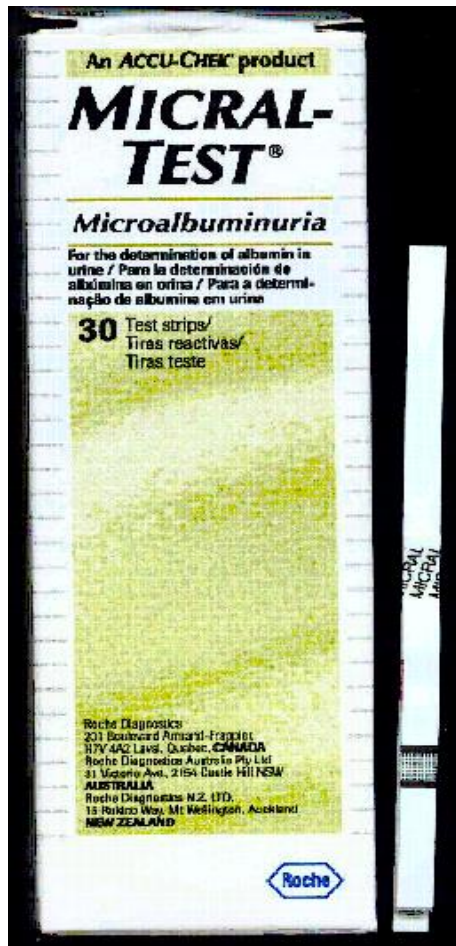 An ACCU-CHEK® product
MICRAL-
TEST®
Microalbuminuria
For the determination of albumin in
urine / Para la determinación de
albúmina en orina / Para a determi-
nação de albumina em urina
30 Test strips/
Tiras reactivas/
Tiras teste
Roche Diagnostics
201 Boulevard Armand-Frappier
H7V 4A2 Laval, Quebec, CANADA
Roche Diagnostics Australia Pty Ltd
31 Victoria Ave., 2154 Castle Hill NSW
AUSTRALIA
Roche Diagnostics N.Z. LTD.
15 Rakino Way, Mt Wellington, Auckland
NEW ZEALAND
Roche
MICRAL
MICRAL